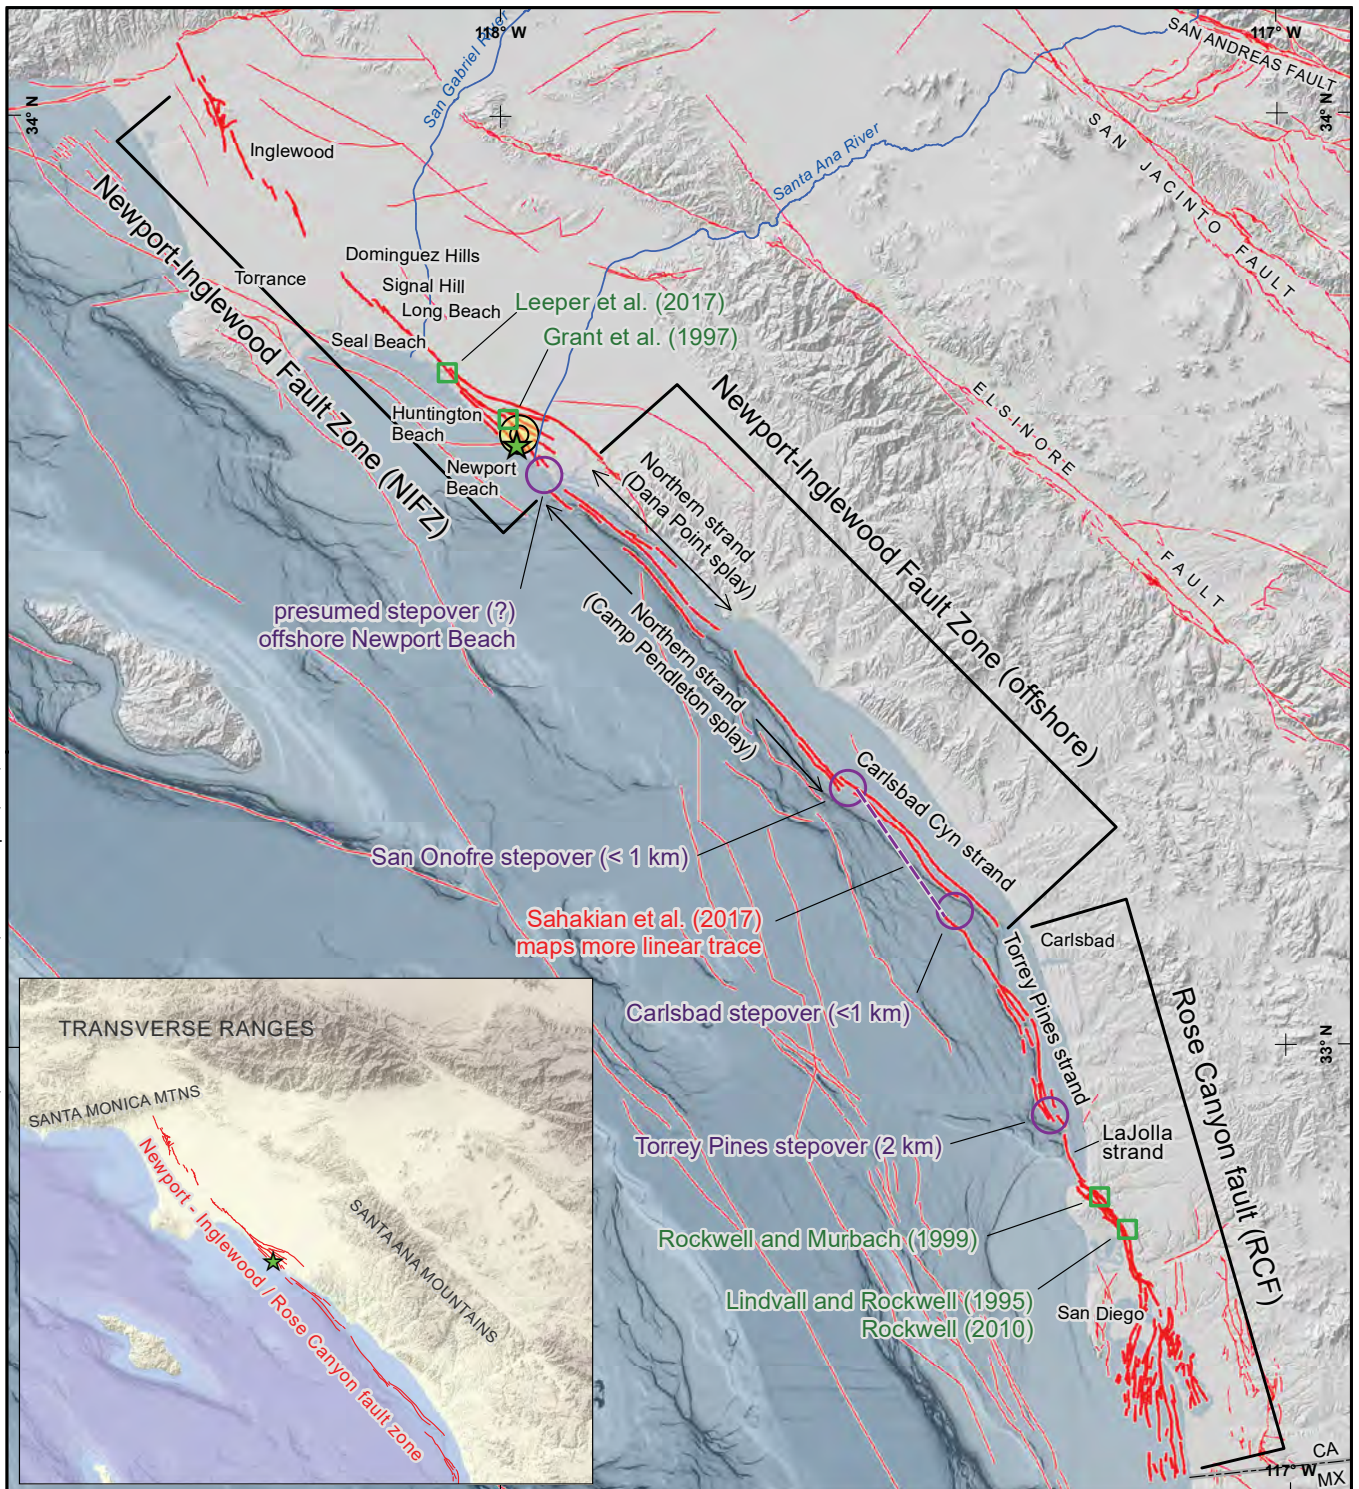 118° W
117° W
SAN ANDREAS FAULT
34° N
34° N
San Gabriel River
Santa Ana River
SAN JACINTO FAULT
Inglewood
Newport-Inglewood Fault Zone (NIFZ)
Dominguez Hills
Torrance
Signal Hill
Long Beach
Leeper et al. (2017)
Seal Beach
Grant et al. (1997)
ELSINORE FAULT
Newport-Inglewood Fault Zone (offshore)
Huntington
Beach
Newport
Beach
Northern strand
(Dana Point splay)
presumed stepover (?)
offshore Newport Beach
Northern strand
(Camp Pendleton splay)
Carlsbad Cyn strand
San Onofre stepover (< 1 km)
Sahakian et al. (2017)
maps more linear trace
Carlsbad
Torrey Pines strand
Carlsbad stepover (<1 km)
Rose Canyon fault (RCF)
33° N
Torrey Pines stepover (2 km)
LaJolla
strand
Rockwell and Murbach (1999)
Lindvall and Rockwell (1995)
Rockwell (2010)
San Diego
CA
117° W
MX
TRANSVERSE RANGES
SANTA MONICA MTNS
Newport - Inglewood / Rose Canyon fault zone
SANTA ANA MOUNTAINS